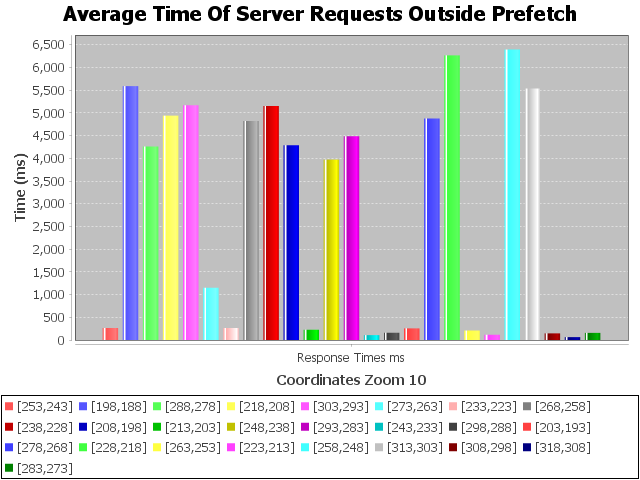 Average Time Of Server Requests Outside Prefetch
6,500
6,000
5,500
5,000
4,500
4,000
3,500
3,000
2,500
2,000
1,500
1,000
500
0
Time (ms)
Response Times ms
Coordinates Zoom 10
[253,243] [198,188] [288,278] [218,208] [303,293] [273,263] [233,223] [268,258]
[238,228] [208,198] [213,203] [248,238] [293,283] [243,233] [298,288] [203,193]
[278,268] [228,218] [263,253] [223,213] [258,248] [313,303] [308,298] [318,308]
[283,273]